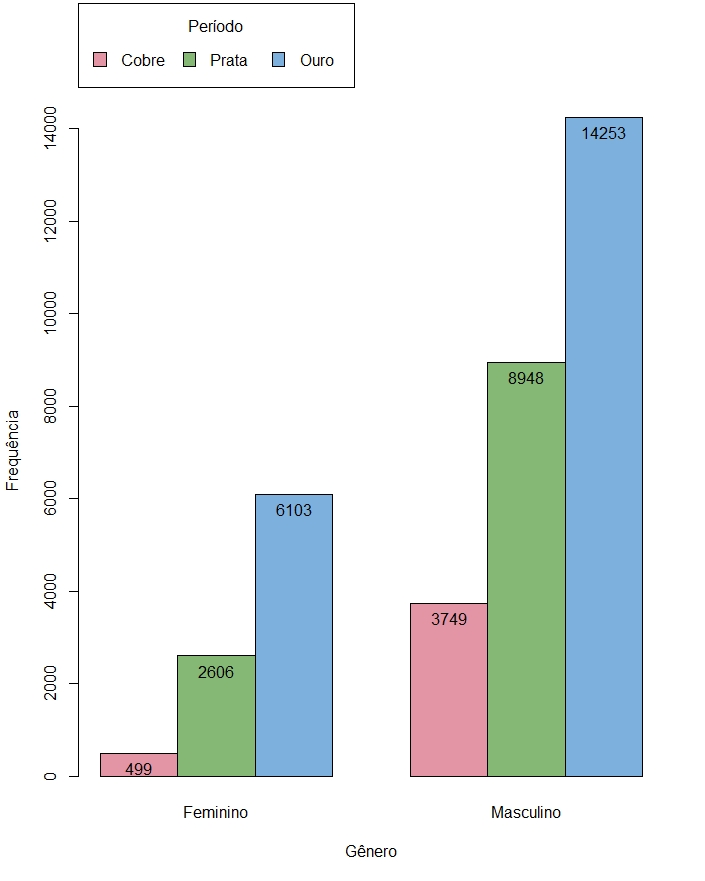 Período
Cobre Prata Ouro
14000
12000
10000
8000
6000
4000
2000
0
Frequência
14253
8948
6103
3749
2606
499
Feminino Masculino
Gênero